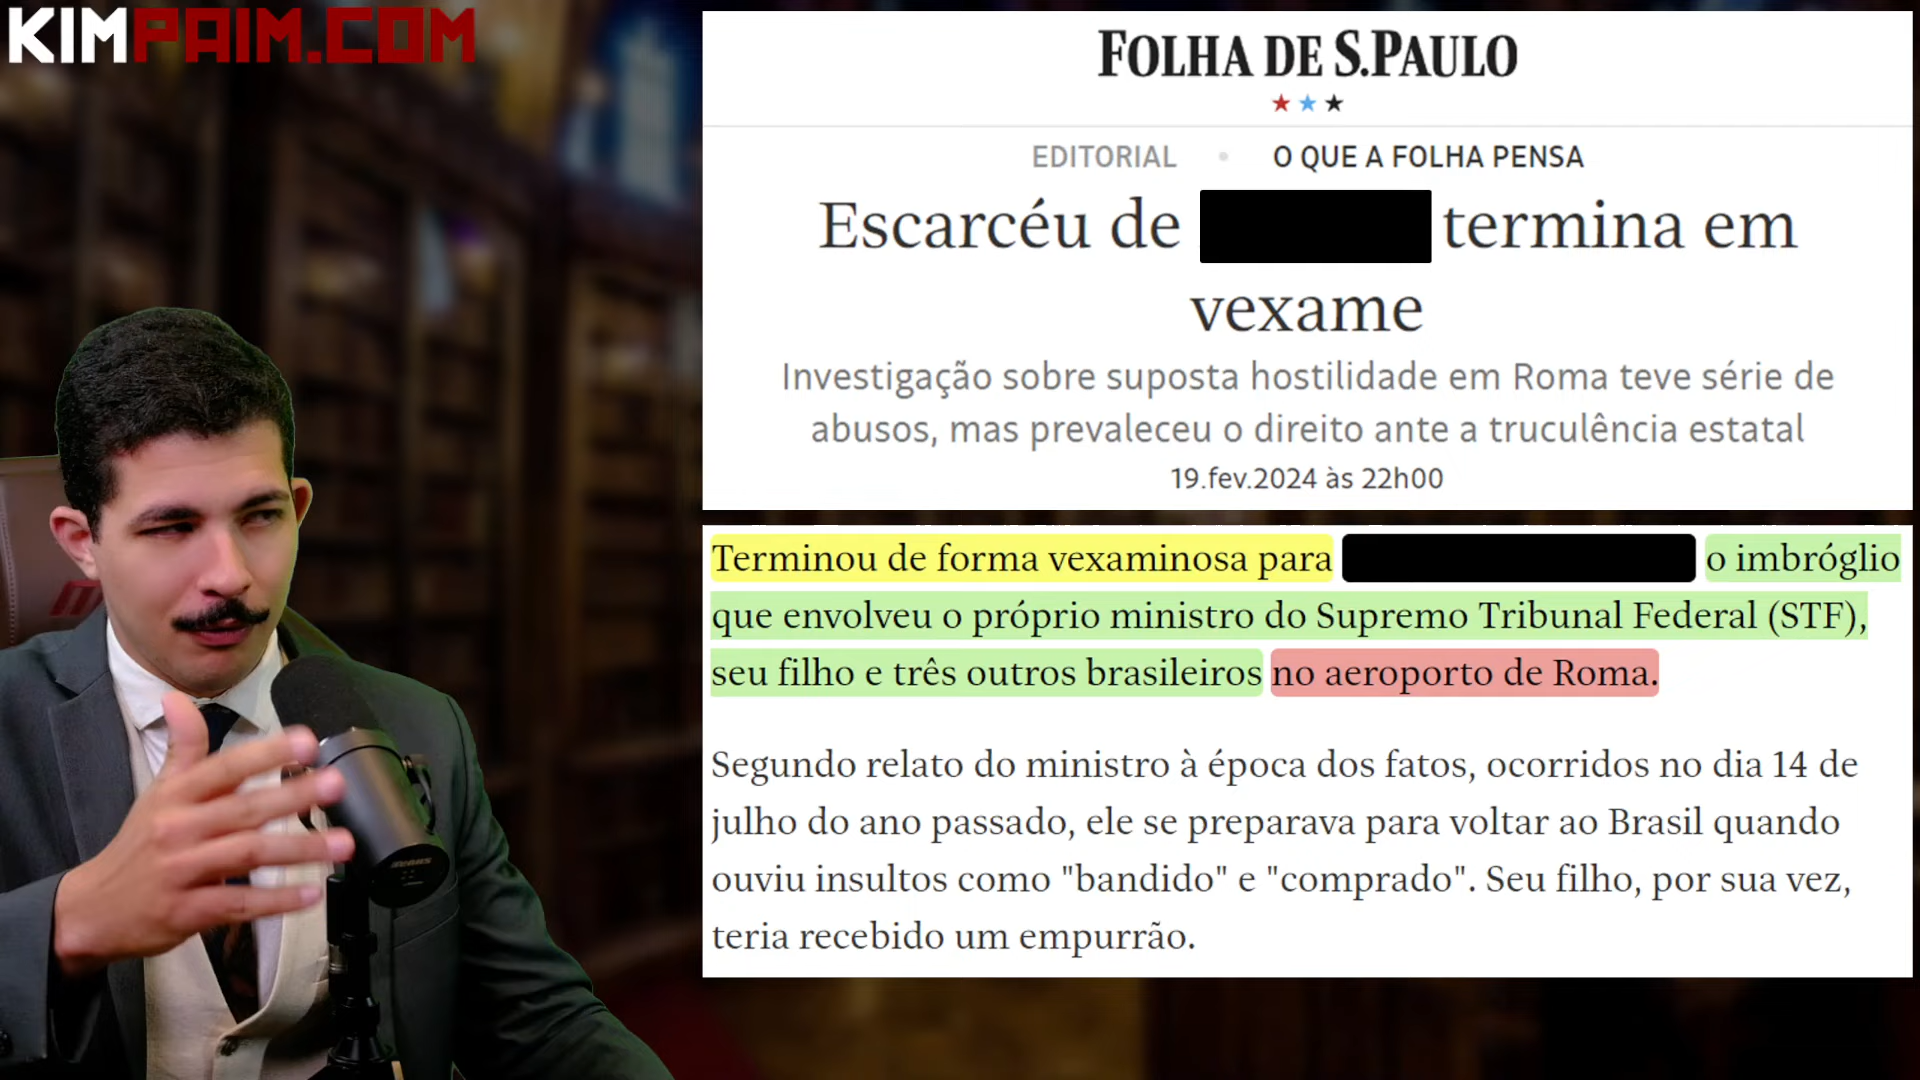 KIMPAIM.COM
FOLHA DE S.PAULO
EDITORIAL • O QUE A FOLHA PENSA
Escarcéu de termina em
vexame
Investigação sobre suposta hostilidade em Roma teve série de
abusos, mas prevaleceu o direito ante a truculência estatal
19.fev.2024 às 22h00
Terminou de forma vexaminosa para o imbróglio
que envolveu o próprio ministro do Supremo Tribunal Federal (STF),
seu filho e três outros brasileiros no aeroporto de Roma.
Segundo relato do ministro à época dos fatos, ocorridos no dia 14 de
julho do ano passado, ele se preparava para voltar ao Brasil quando
ouviu insultos como "bandido" e "comprado". Seu filho, por sua vez,
teria recebido um empurrão.